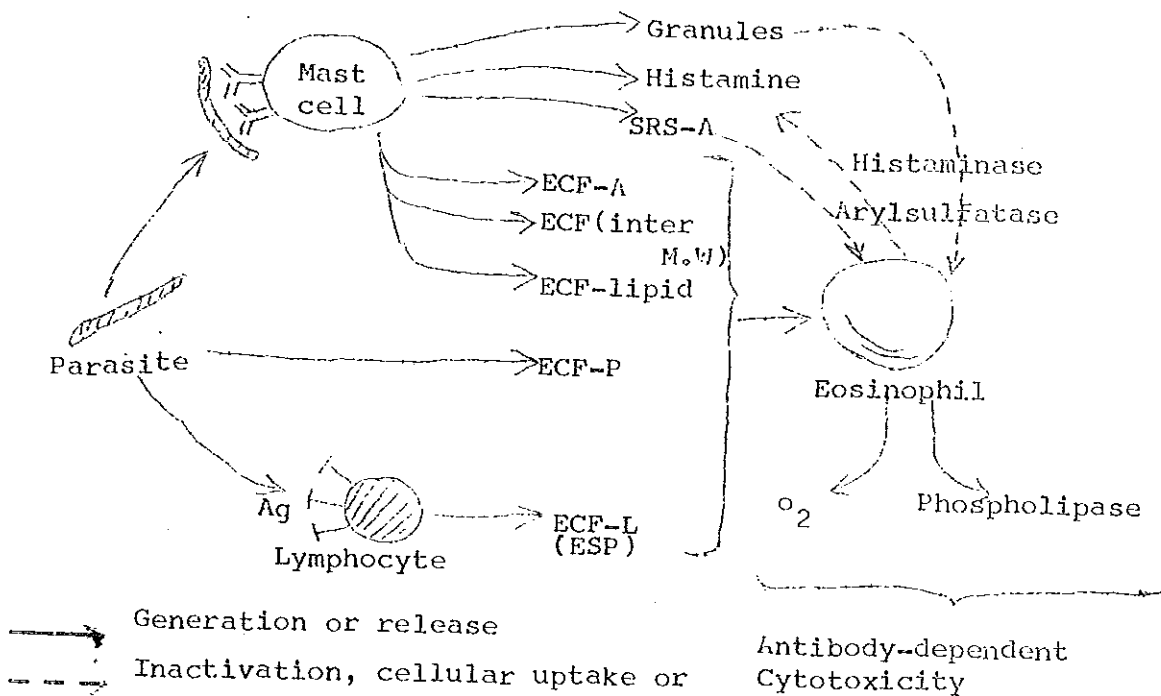 Granules
Mast
cell
Histamine
SRS-A
Histaminase
ECF-A
Arylsulfatase
ECF(inter
M.W)
ECF-lipid
Parasite
ECF-P
Eosinophil
Ag
ECF-L
(ESP)
Lymphocyte
O2
Phospholipase
Generation or release
Inactivation, cellular uptake or
Antibody-dependent
Cytotoxicity